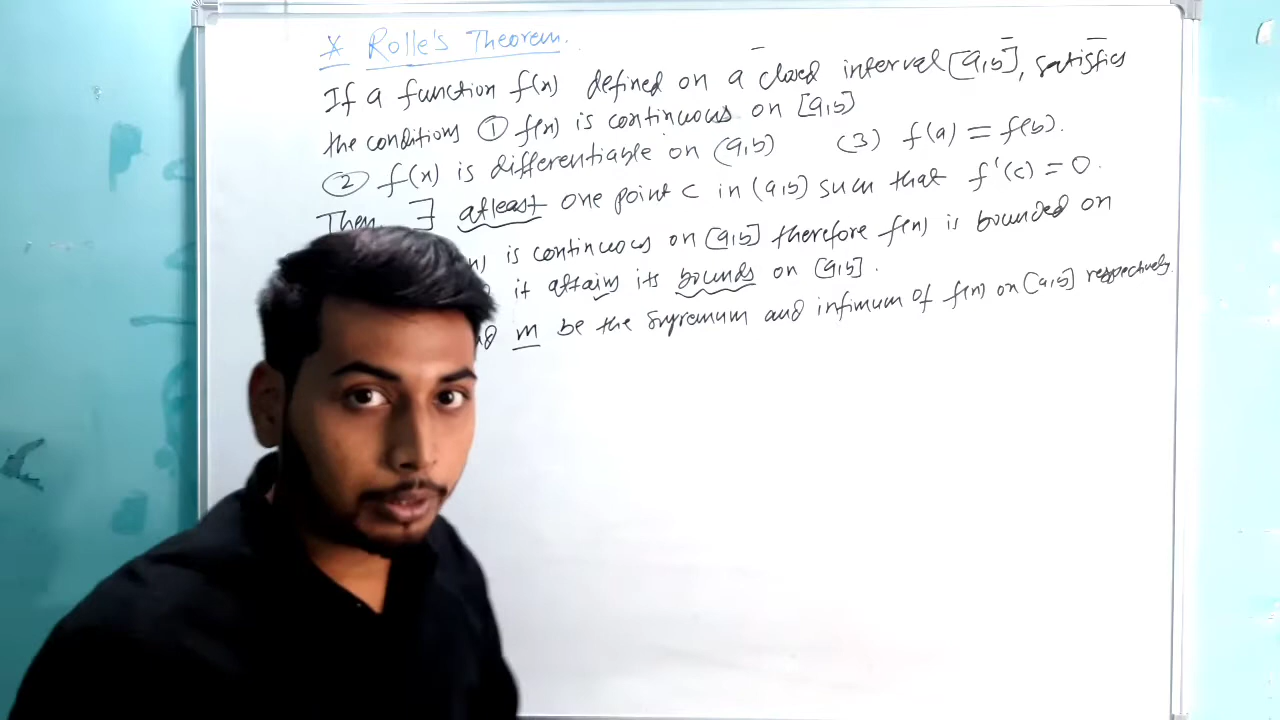 * Rolle's Theorem.
If a function f(x) defined on a closed interval [a,b], satisfies
the conditions ① f(x) is continuous on [a,b]
② f(x) is differentiable on (a,b) (3) f(a) = f(b).
Then ∃ atleast one point c in (a,b) such that f'(c) = 0.
is continuous on [a,b] therefore f(x) is bounded on
it attains its bounds on [a,b].
m be the supremum and infimum of f(x) on [a,b] respectively.